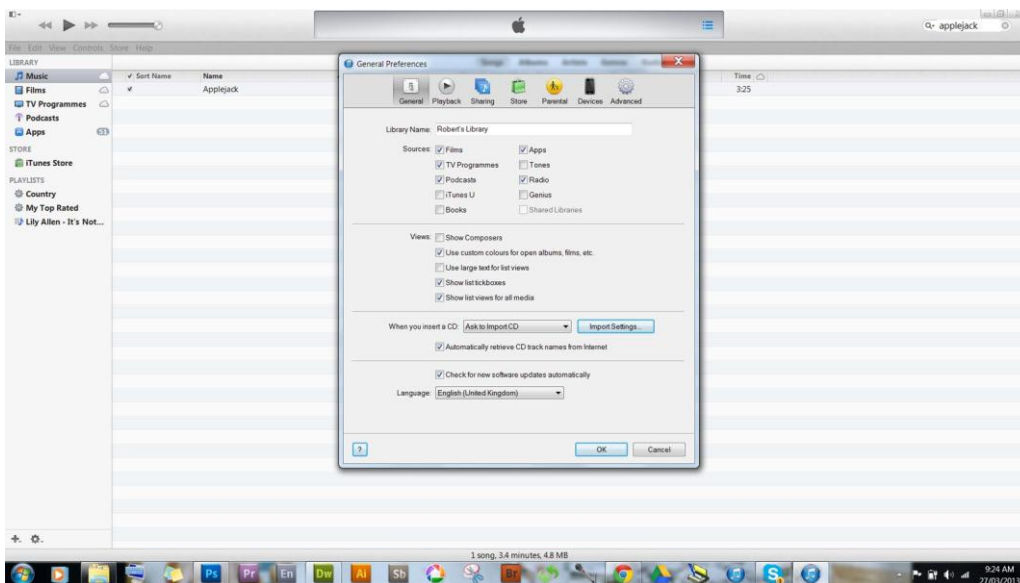 applejack
File Edit View Controls Store Help
LIBRARY
Music
Films
TV Programmes
Podcasts
Apps 53
STORE
iTunes Store
PLAYLISTS
Country
My Top Rated
Lily Allen - It's Not...
✓ Sort Name Name Time
✓ Applejack 3:25
General Preferences
General Playback Sharing Store Parental Devices Advanced
Library Name: Robert's Library
Sources: Films Apps
TV Programmes Tones
Podcasts Radio
iTunes U Genius
Books Shared Libraries
Views: Show Composers
Use custom colours for open albums, films, etc.
Use large text for list views
Show list tickboxes
Show list views for all media
When you insert a CD: Ask to Import CD Import Settings...
Automatically retrieve CD track names from Internet
Check for new software updates automatically
Language: English (United Kingdom)
? OK Cancel
1 song, 3.4 minutes, 4.8 MB
Ps Pr En Dw Ai Sb Br S
9:24 AM
27/03/201